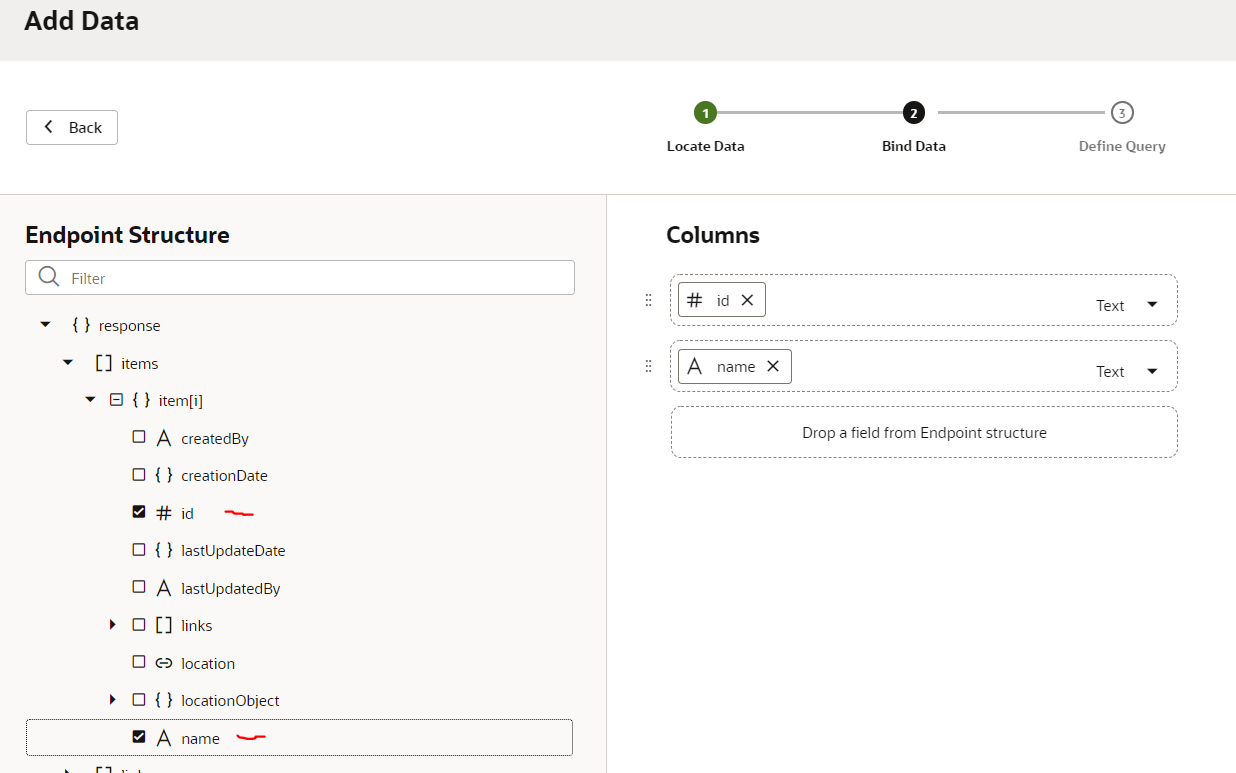 Add Data
Back
1
2
3
Locate Data
Bind Data
Define Query
Endpoint Structure
Filter
{ } response
[ ] items
{ } item[i]
A createdBy
{ } creationDate
# id
{ } lastUpdateDate
A lastUpdatedBy
[ ] links
location
{ } locationObject
A name
Columns
# id
Text
A name
Text
Drop a field from Endpoint structure